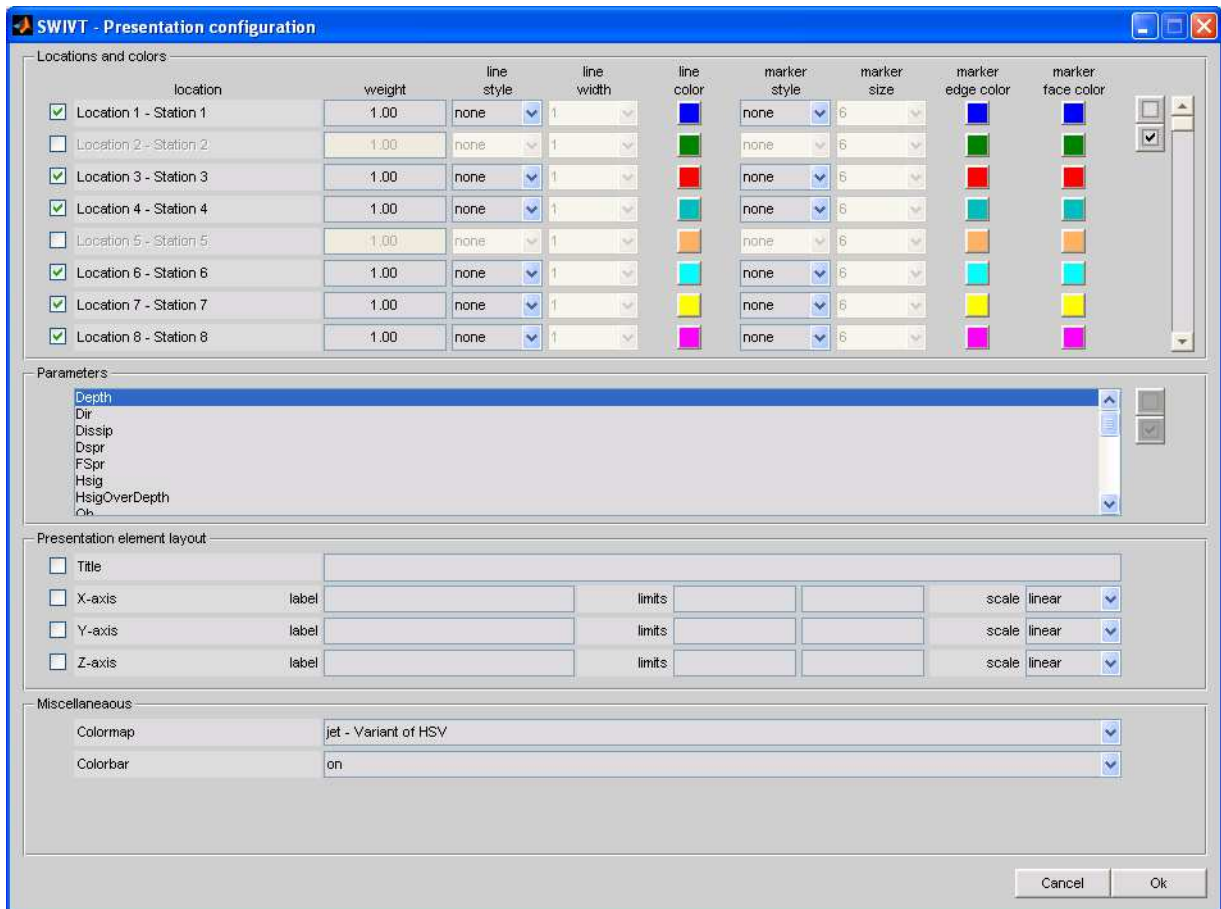 SWIVT - Presentation configuration
Locations and colors
location weight line style line width line color marker style marker size marker edge color marker face color
Location 1 - Station 1 1.00 none 1 none 6
Location 2 - Station 2 1.00 none 1 none 6
Location 3 - Station 3 1.00 none 1 none 6
Location 4 - Station 4 1.00 none 1 none 6
Location 5 - Station 5 1.00 none 1 none 6
Location 6 - Station 6 1.00 none 1 none 6
Location 7 - Station 7 1.00 none 1 none 6
Location 8 - Station 8 1.00 none 1 none 6
Parameters
Depth
Dir
Dissip
Dspr
FSpr
Hsig
HsigOverDepth
Presentation element layout
Title
X-axis label limits scale linear
Y-axis label limits scale linear
Z-axis label limits scale linear
Miscellaneaous
Colormap jet - Variant of HSV
Colorbar on
Cancel Ok